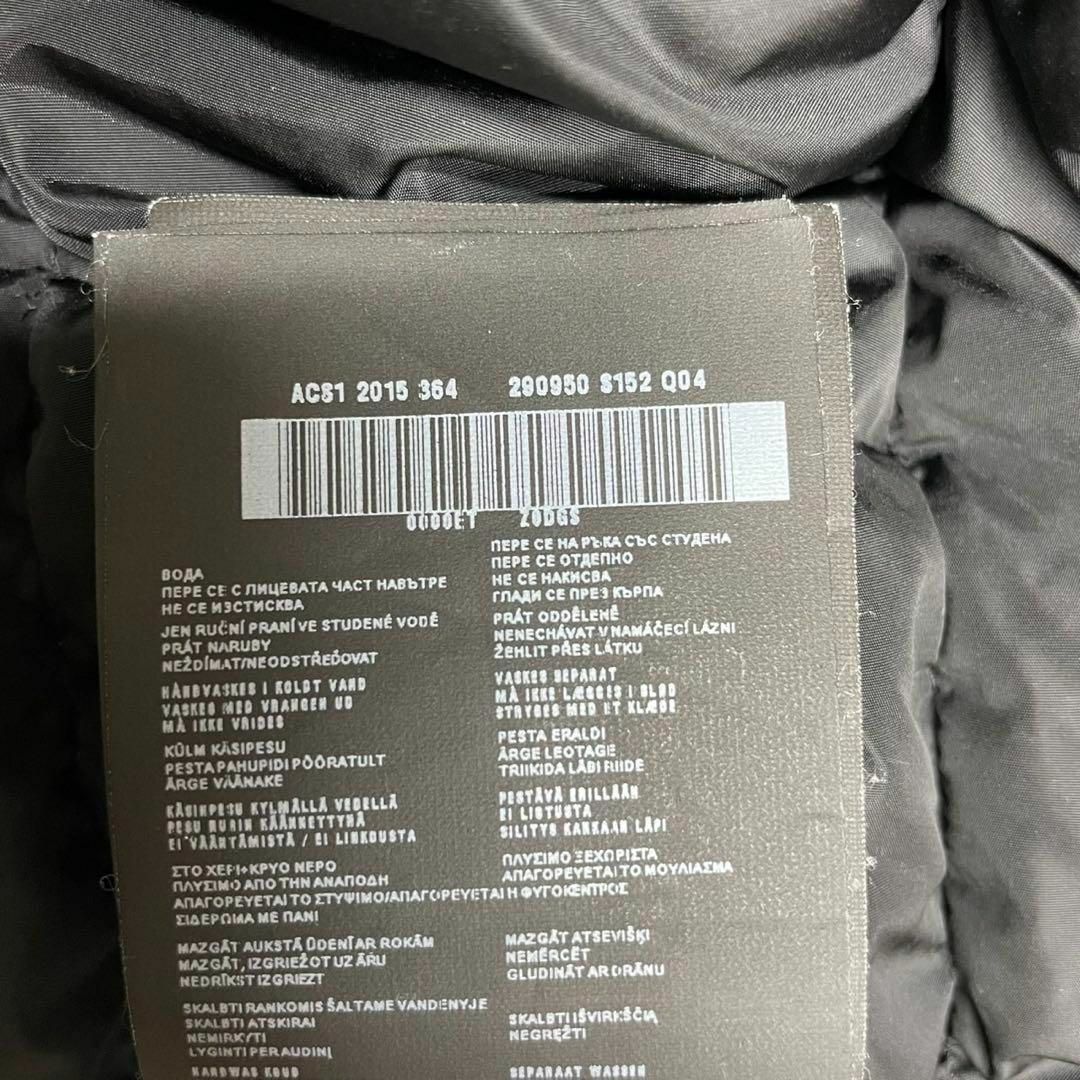 ACS1 2015 364 290950 S152 Q04
0000ET Z0DGS
ПЕРЕ СЕ НА РЪКА СЪС СТУДЕНА
ВОДА
ПЕРЕ СЕ ОТДЕЛНО
ПЕРЕ СЕ С ЛИЦЕВАТА ЧАСТ НАВЪТРЕ
НЕ СЕ НАКИСВА
НЕ СЕ ИЗСТИСКВА
ГЛАДИ СЕ ПРЕЗ КЪРПА
JEN RUČNÍ PRANÍ VE STUDENÉ VODĚ
PRÁT ODDĚLENĚ
PRÁT NARUBY
NENECHÁVAT V NAMÁČECÍ LÁZNI
NEŽDÍMAT/NEODSTŘEĎOVAT
ŽEHLIT PŘES LÁTKU
HÅNDVASKES I KOLDT VAND
VASKES SEPARAT
VASKES MED VRANGEN UD
MÅ IKKE LÆGGES I BLØD
MÅ IKKE VRIDES
STRYGES MED ET KLÆDE
KÜLM KÄSIPESU
PESTA ERALDI
PESTA PAHUPIDI PÖÖRATULT
ÄRGE LEOTAGE
ÄRGE VÄÄNAKE
TRIIKIDA LÄBI RIIDE
KÄSINPESU KYLMÄLLÄ VEDELLÄ
PESTÄVÄ ERILLÄÄN
PESU NURIN KÄÄNNETTYNÄ
EI LIOTUSTA
EI VÄÄNTÄMISTÄ / EI LINKOUSTA
SILITYS KANKAAN LÄPI
ΣΤΟ ΧΕΡΙ+ΚΡΥΟ ΝΕΡΟ
ΠΛΥΣΙΜΟ ΞΕΧΩΡΙΣΤΑ
ΠΛΥΣΙΜΟ ΑΠΟ ΤΗΝ ΑΝΑΠΟΔΗ
ΑΠΑΓΟΡΕΥΕΤΑΙ ΤΟ ΜΟΥΛΙΑΣΜΑ
ΑΠΑΓΟΡΕΥΕΤΑΙ ΤΟ ΣΤΥΨΙΜΟ/ΑΠΑΓΟΡΕΥΕΤΑΙ Η ΦΥΓΟΚΕΝΤΡΟΣ
ΣΙΔΕΡΩΜΑ ΜΕ ΠΑΝΙ
MAZGĀT AUKSTĀ ŪDENĪ AR ROKĀM
MAZGĀT ATSEVIŠĶI
MAZGĀT, IZGRIEŽOT UZ ĀRU
NEMĒRCĒT
NEDRĪKST IZGRIEZT
GLUDINĀT AR DRĀNU
SKALBTI RANKOMIS ŠALTAME VANDENYJE
SKALBTI IŠVIRKŠČIĄ
SKALBTI ATSKIRAI
NEGRĘŽTI
NEMIRKYTI
LYGINTI PER AUDINĮ
HANDWAS KOUD
SEPARAAT WASSEN